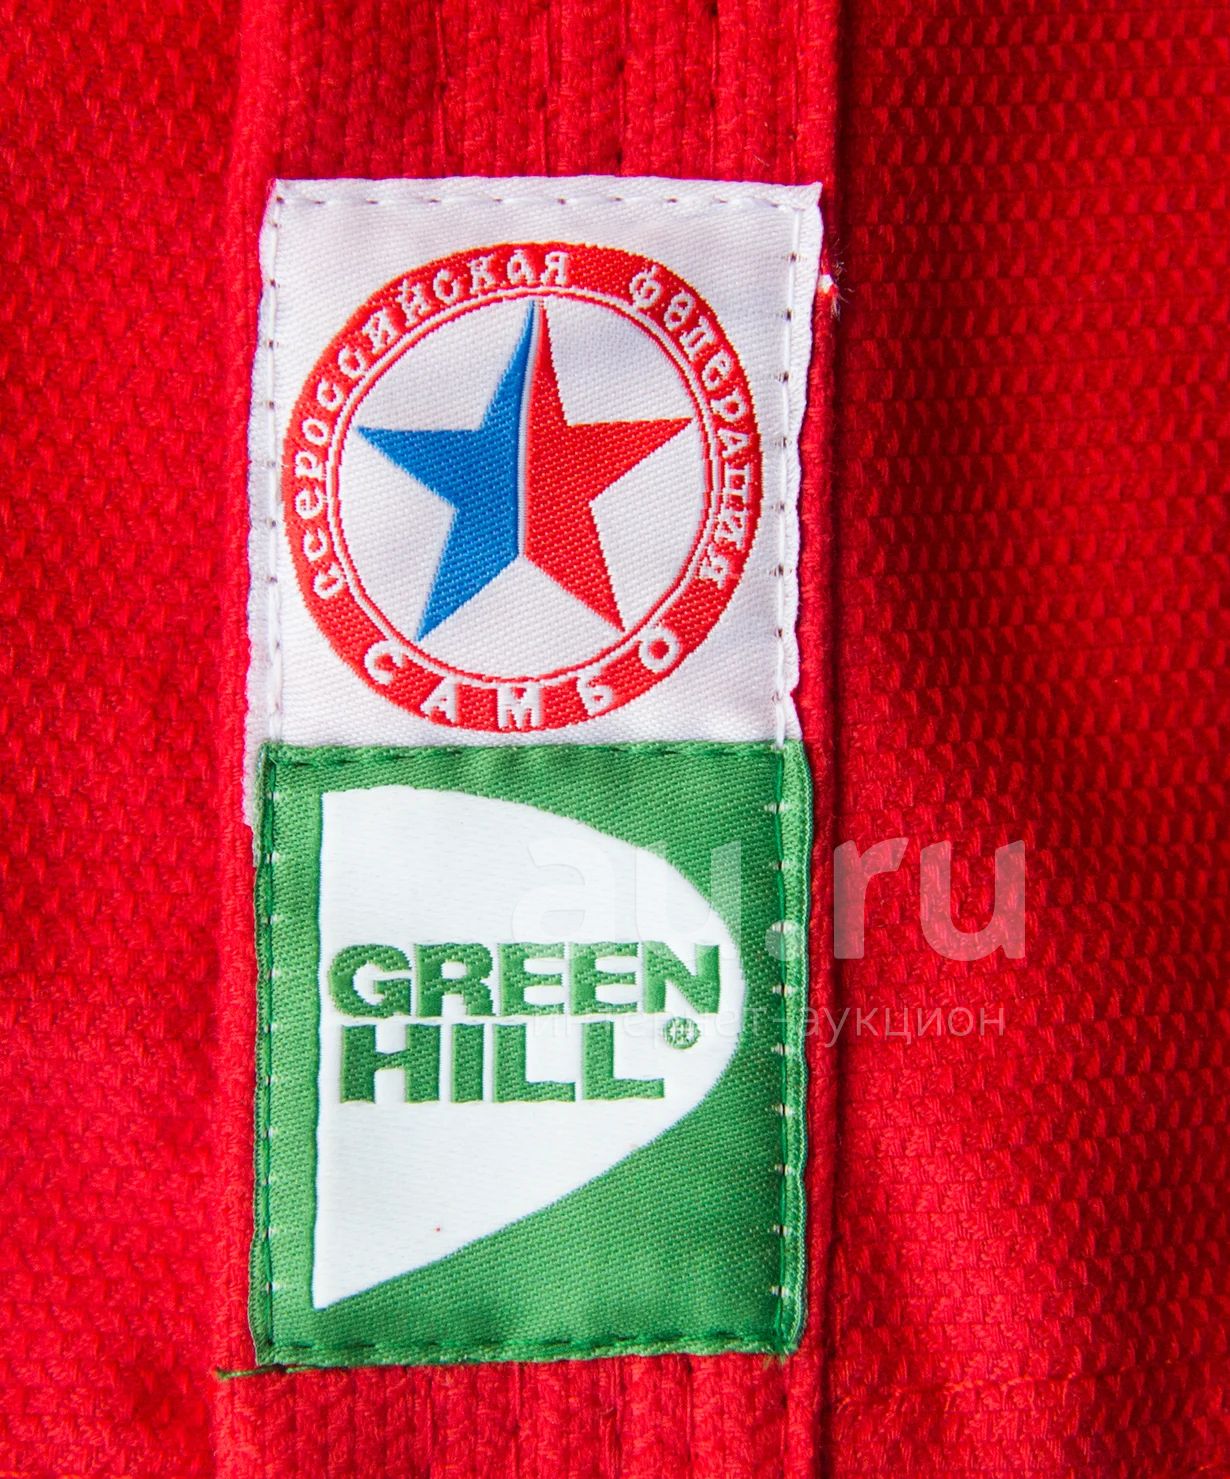 всероссийская федерация
САМБО
GREEN
HILL®
au.ru
интернет-аукцион